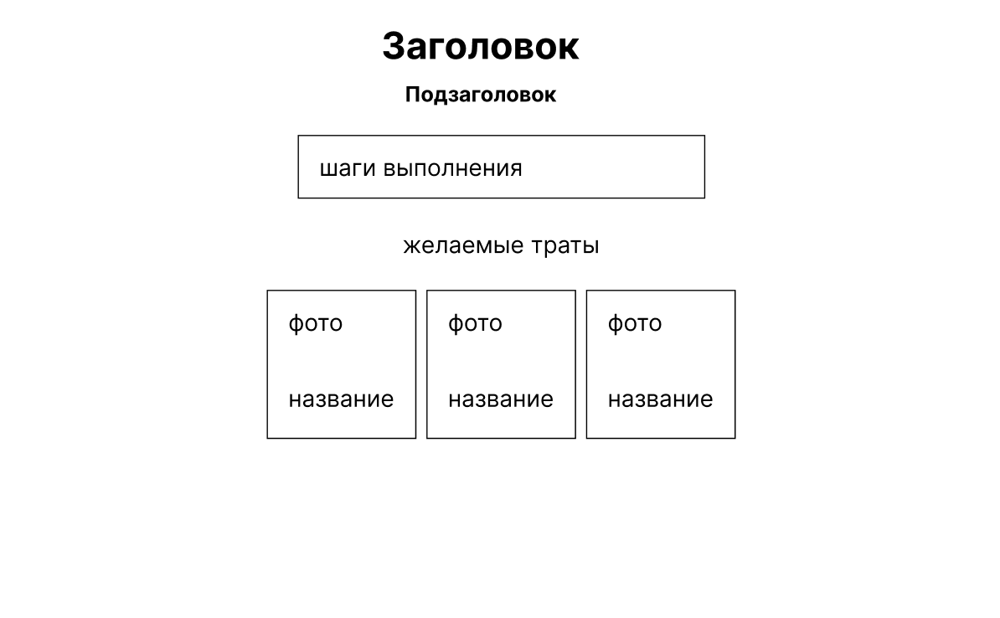 Заголовок
Подзаголовок
шаги выполнения
желаемые траты
фото
название
фото
название
фото
название